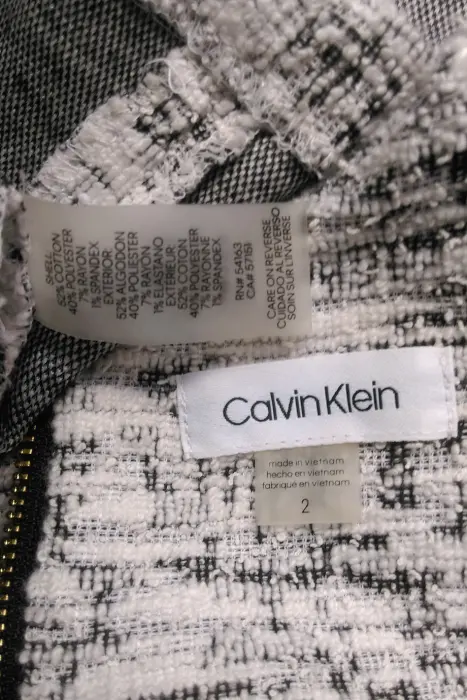 SHELL
52% COTTON
40% POLYESTER
7% RAYON
1% SPANDEX
EXTERIOR
52% ALGODON
40% POLIESTER
7% RAYON
1% ELASTANO
EXTERIEUR
52% COTON
40% POLYESTER
7% RAYONNE
1% SPANDEX
RN# 54163
CA# 57151
CARE ON REVERSE
CUIDADO AL REVERSO
SOIN SUR L'INVERSE
Calvin Klein
made in vietnam
hecho en vietnam
fabriqué en vietnam
2